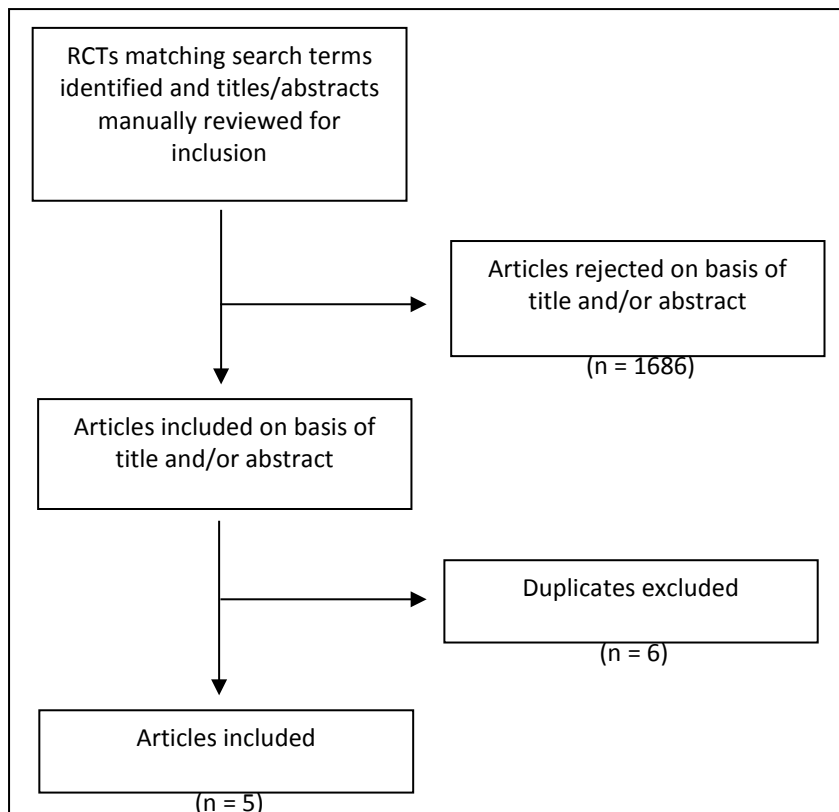 RCTs matching search terms
identified and titles/abstracts
manually reviewed for
inclusion
Articles rejected on basis of
title and/or abstract
(n = 1686)
Articles included on basis of
title and/or abstract
Duplicates excluded
(n = 6)
Articles included
(n = 5)